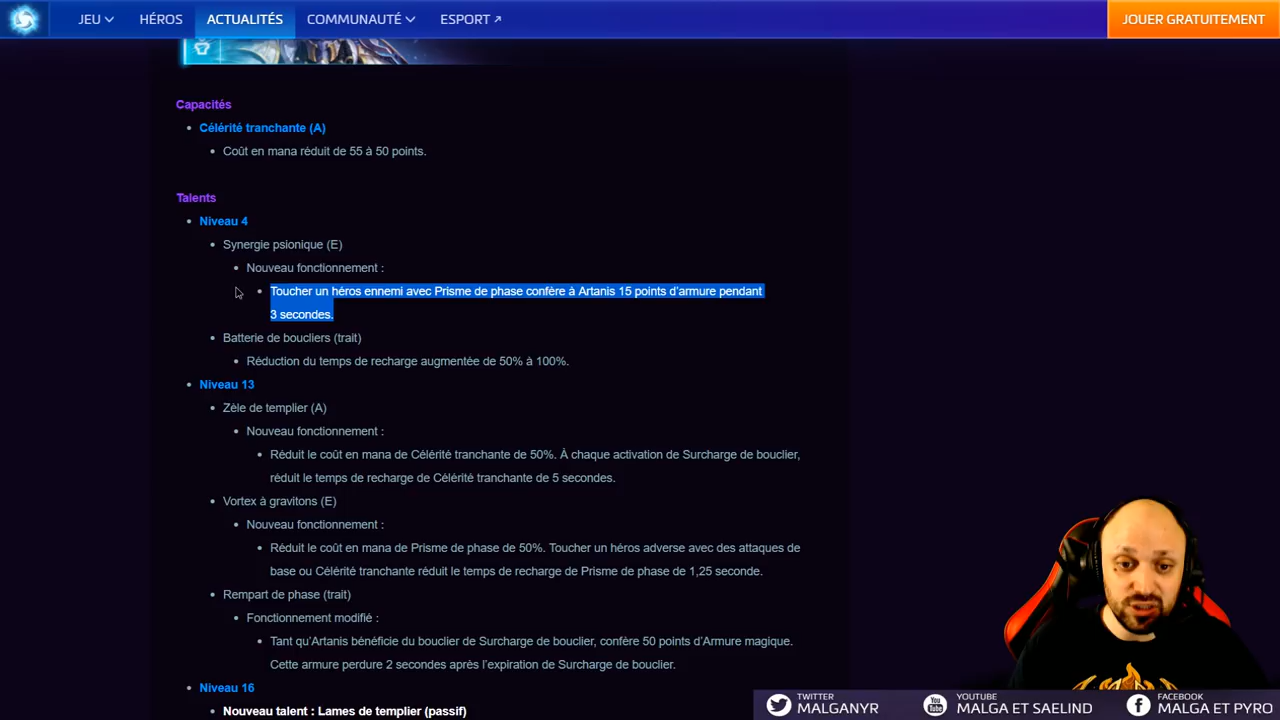 JEU
HÉROS
ACTUALITÉS
COMMUNAUTÉ
ESPORT
JOUER GRATUITEMENT
Capacités
Célérité tranchante (A)
Coût en mana réduit de 55 à 50 points.
Talents
Niveau 4
Synergie psionique (E)
Nouveau fonctionnement :
Toucher un héros ennemi avec Prisme de phase confère à Artanis 15 points d'armure pendant
3 secondes.
Batterie de boucliers (trait)
Réduction du temps de recharge augmentée de 50% à 100%.
Niveau 13
Zèle de templier (A)
Nouveau fonctionnement :
Réduit le coût en mana de Célérité tranchante de 50%. À chaque activation de Surcharge de bouclier,
réduit le temps de recharge de Célérité tranchante de 5 secondes.
Vortex à gravitons (E)
Nouveau fonctionnement :
Réduit le coût en mana de Prisme de phase de 50%. Toucher un héros adverse avec des attaques de
base ou Célérité tranchante réduit le temps de recharge de Prisme de phase de 1,25 seconde.
Rempart de phase (trait)
Fonctionnement modifié :
Tant qu'Artanis bénéficie du bouclier de Surcharge de bouclier, confère 50 points d'Armure magique.
Cette armure perdure 2 secondes après l'expiration de Surcharge de bouclier.
Niveau 16
Nouveau talent : Lames de templier (passif)
TWITTER
MALGANYR
YOUTUBE
MALGA ET SAELIND
FACEBOOK
MALGA ET PYRO